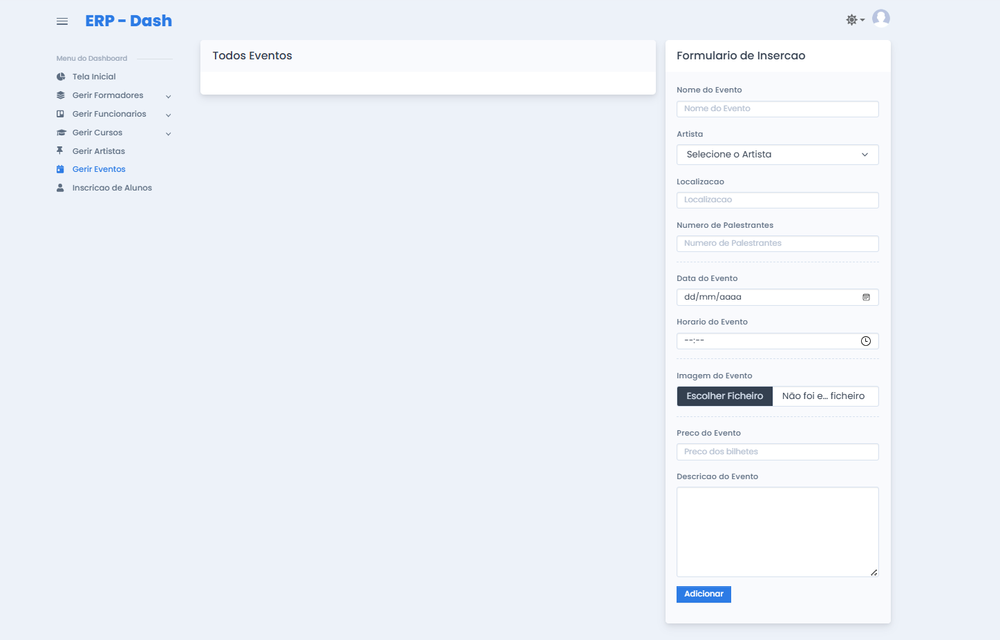 ERP - Dash
Menu do Dashboard
Tela Inicial
Gerir Formadores
Gerir Funcionarios
Gerir Cursos
Gerir Artistas
Gerir Eventos
Inscricao de Alunos
Todos Eventos
Formulario de Insercao
Nome do Evento
Nome do Evento
Artista
Selecione o Artista
Localizacao
Localizacao
Numero de Palestrantes
Numero de Palestrantes
Data do Evento
dd/mm/aaaa
Horario do Evento
--:--
Imagem do Evento
Escolher Ficheiro Não foi e... ficheiro
Preco do Evento
Preco dos bilhetes
Descricao do Evento
Adicionar